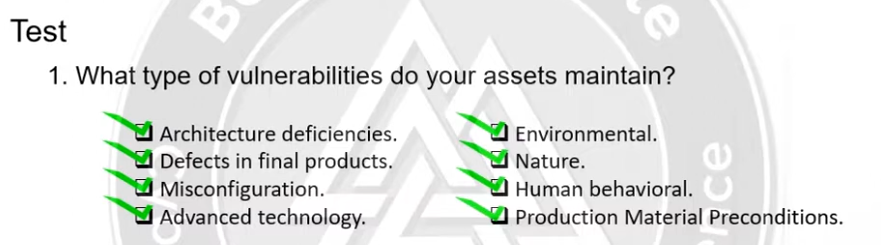 Test
1. What type of vulnerabilities do your assets maintain?
Architecture deficiencies.
Defects in final products.
Misconfiguration.
Advanced technology.
Environmental.
Nature.
Human behavioral.
Production Material Preconditions.